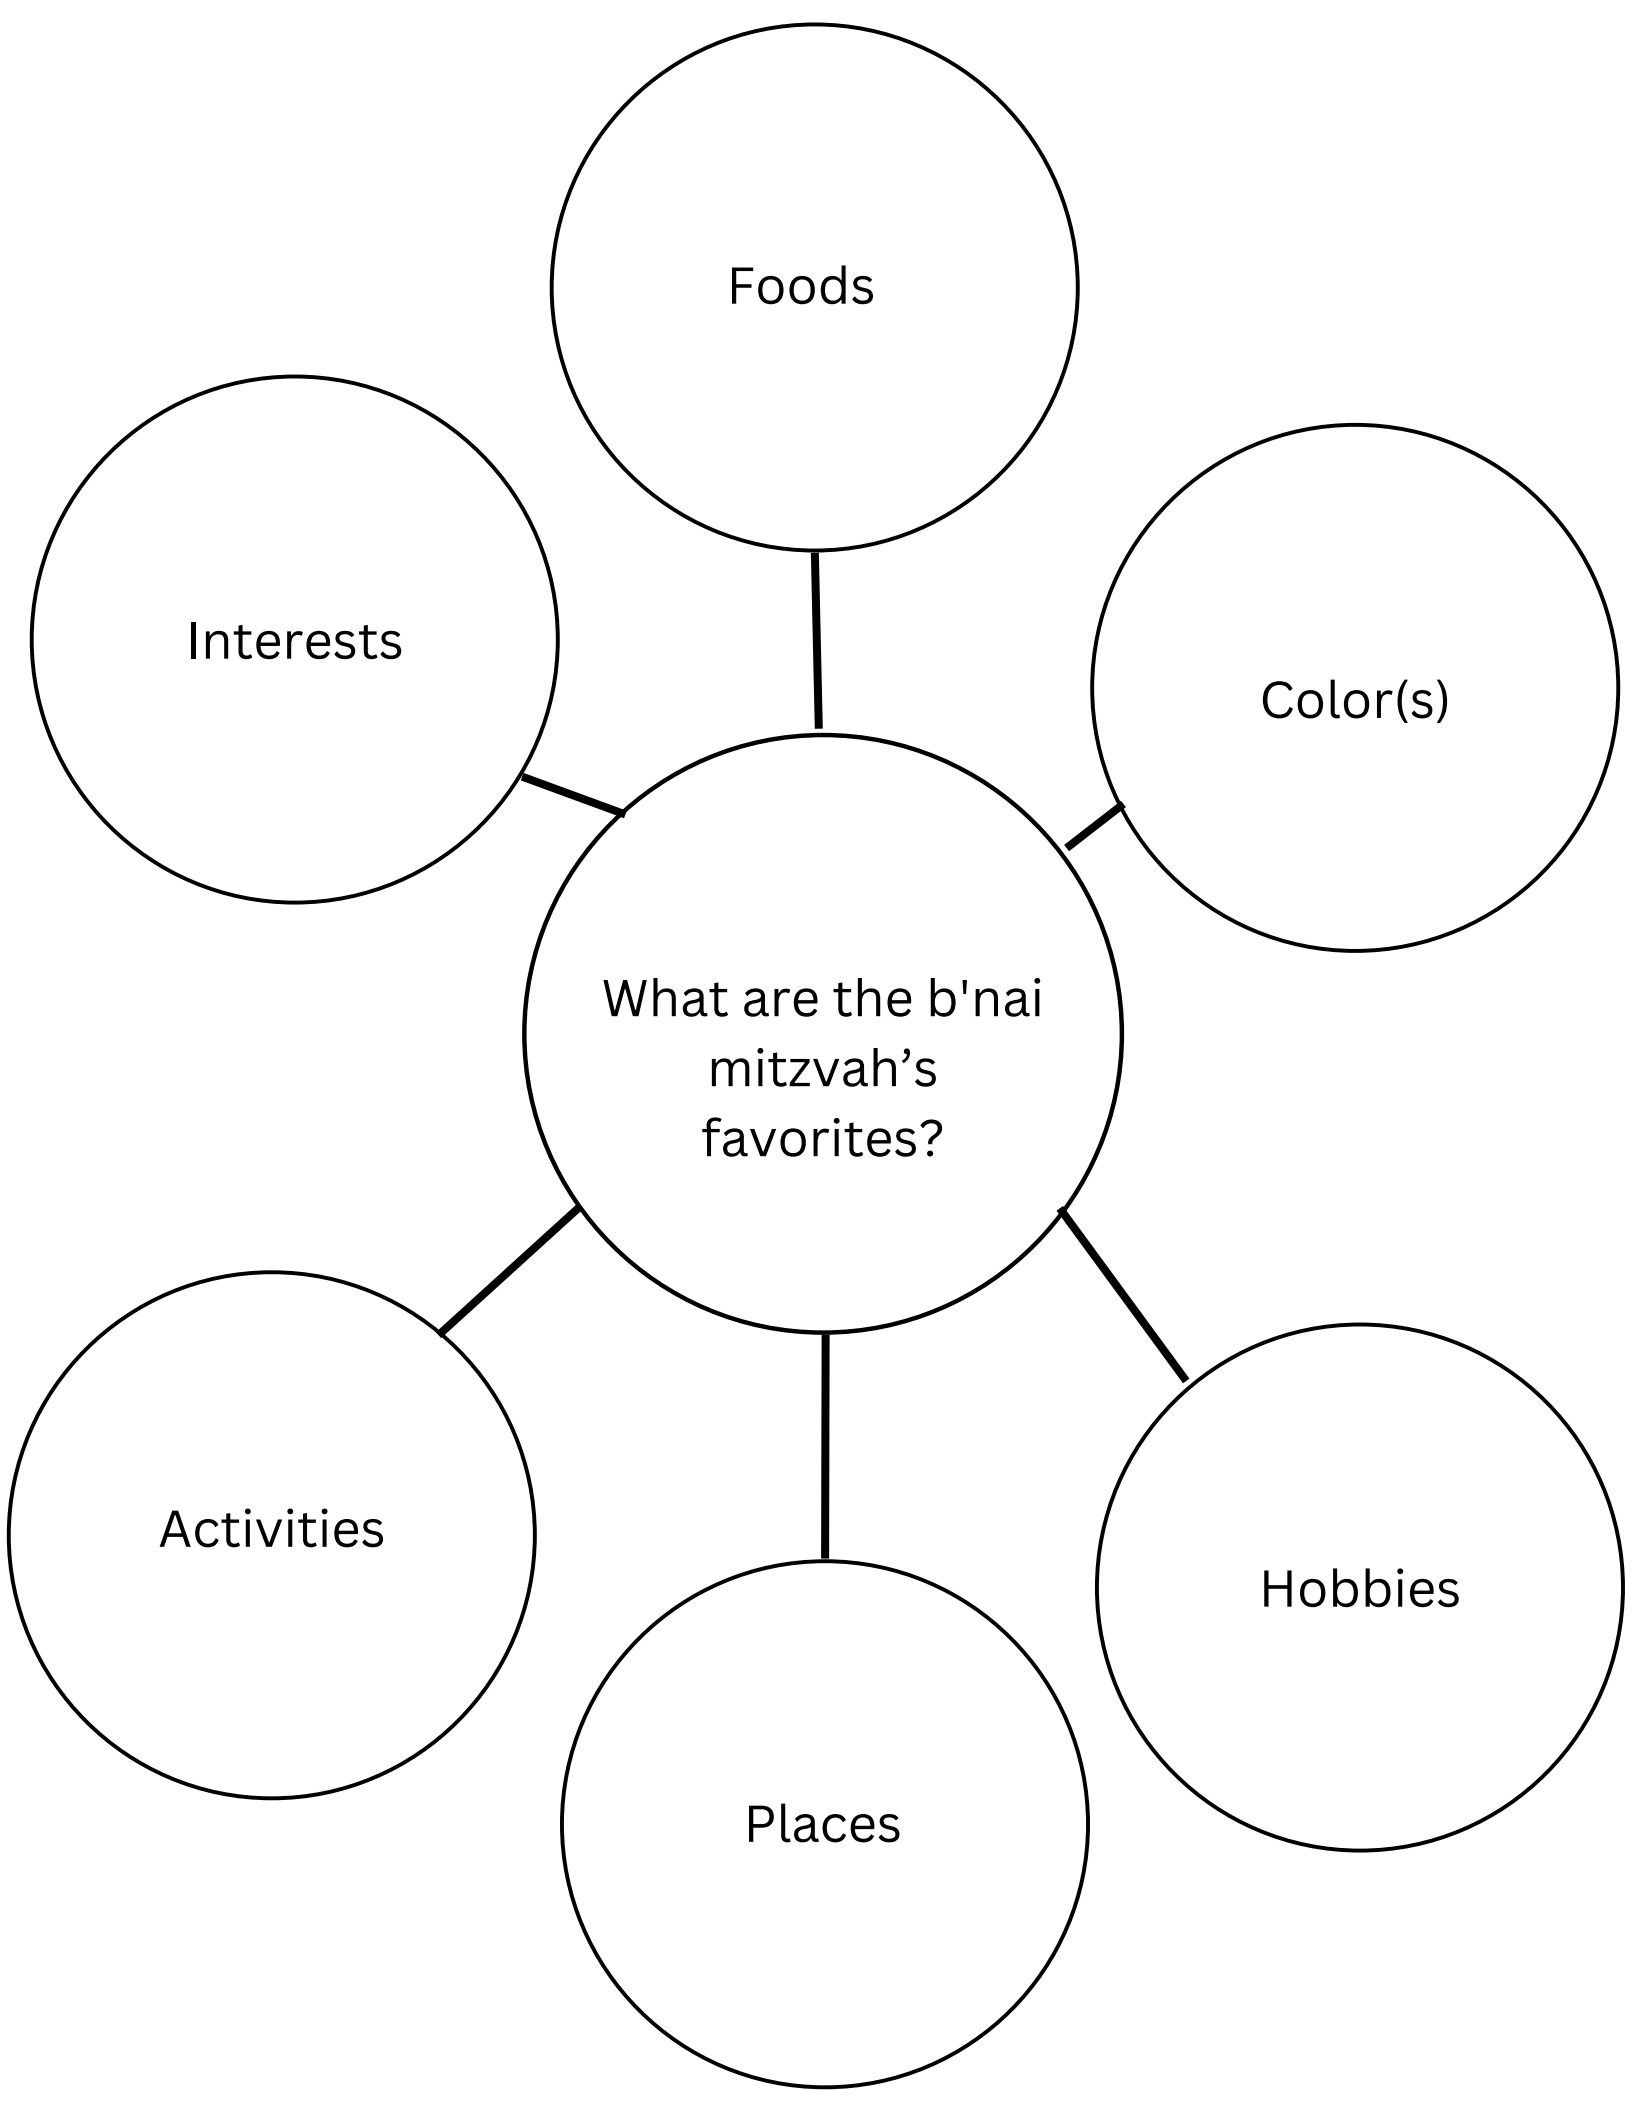 Foods
Interests
Color(s)
What are the b'nai
mitzvah’s
favorites?
Activities
Hobbies
Places